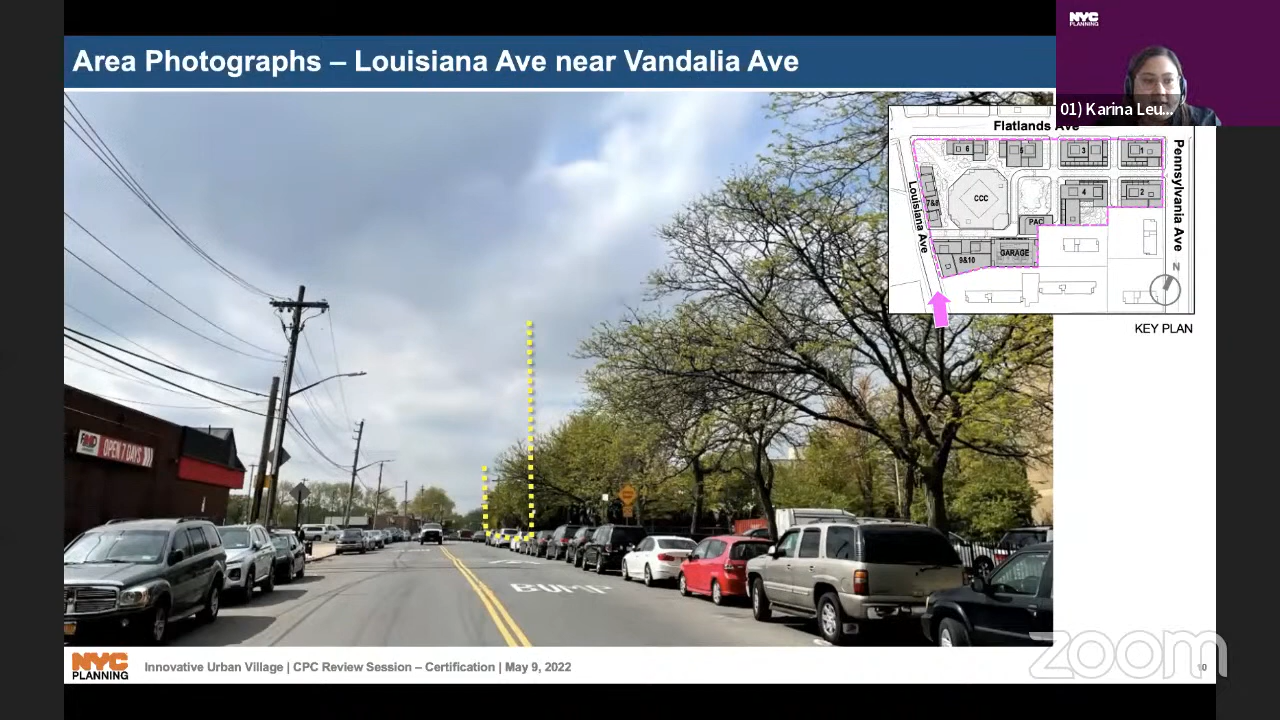 NYC
PLANNING
Area Photographs – Louisiana Ave near Vandalia Ave
01) Karina Leu...
Flatlands Ave
6
5
3
1
Pennsylvania Ave
Louisiana Ave
7&8
CCC
4
2
PAC
9&10
GARAGE
N
KEY PLAN
OPEN 7 DAYS
BUMP
NYC
PLANNING
Innovative Urban Village | CPC Review Session – Certification | May 9, 2022
zoom
10